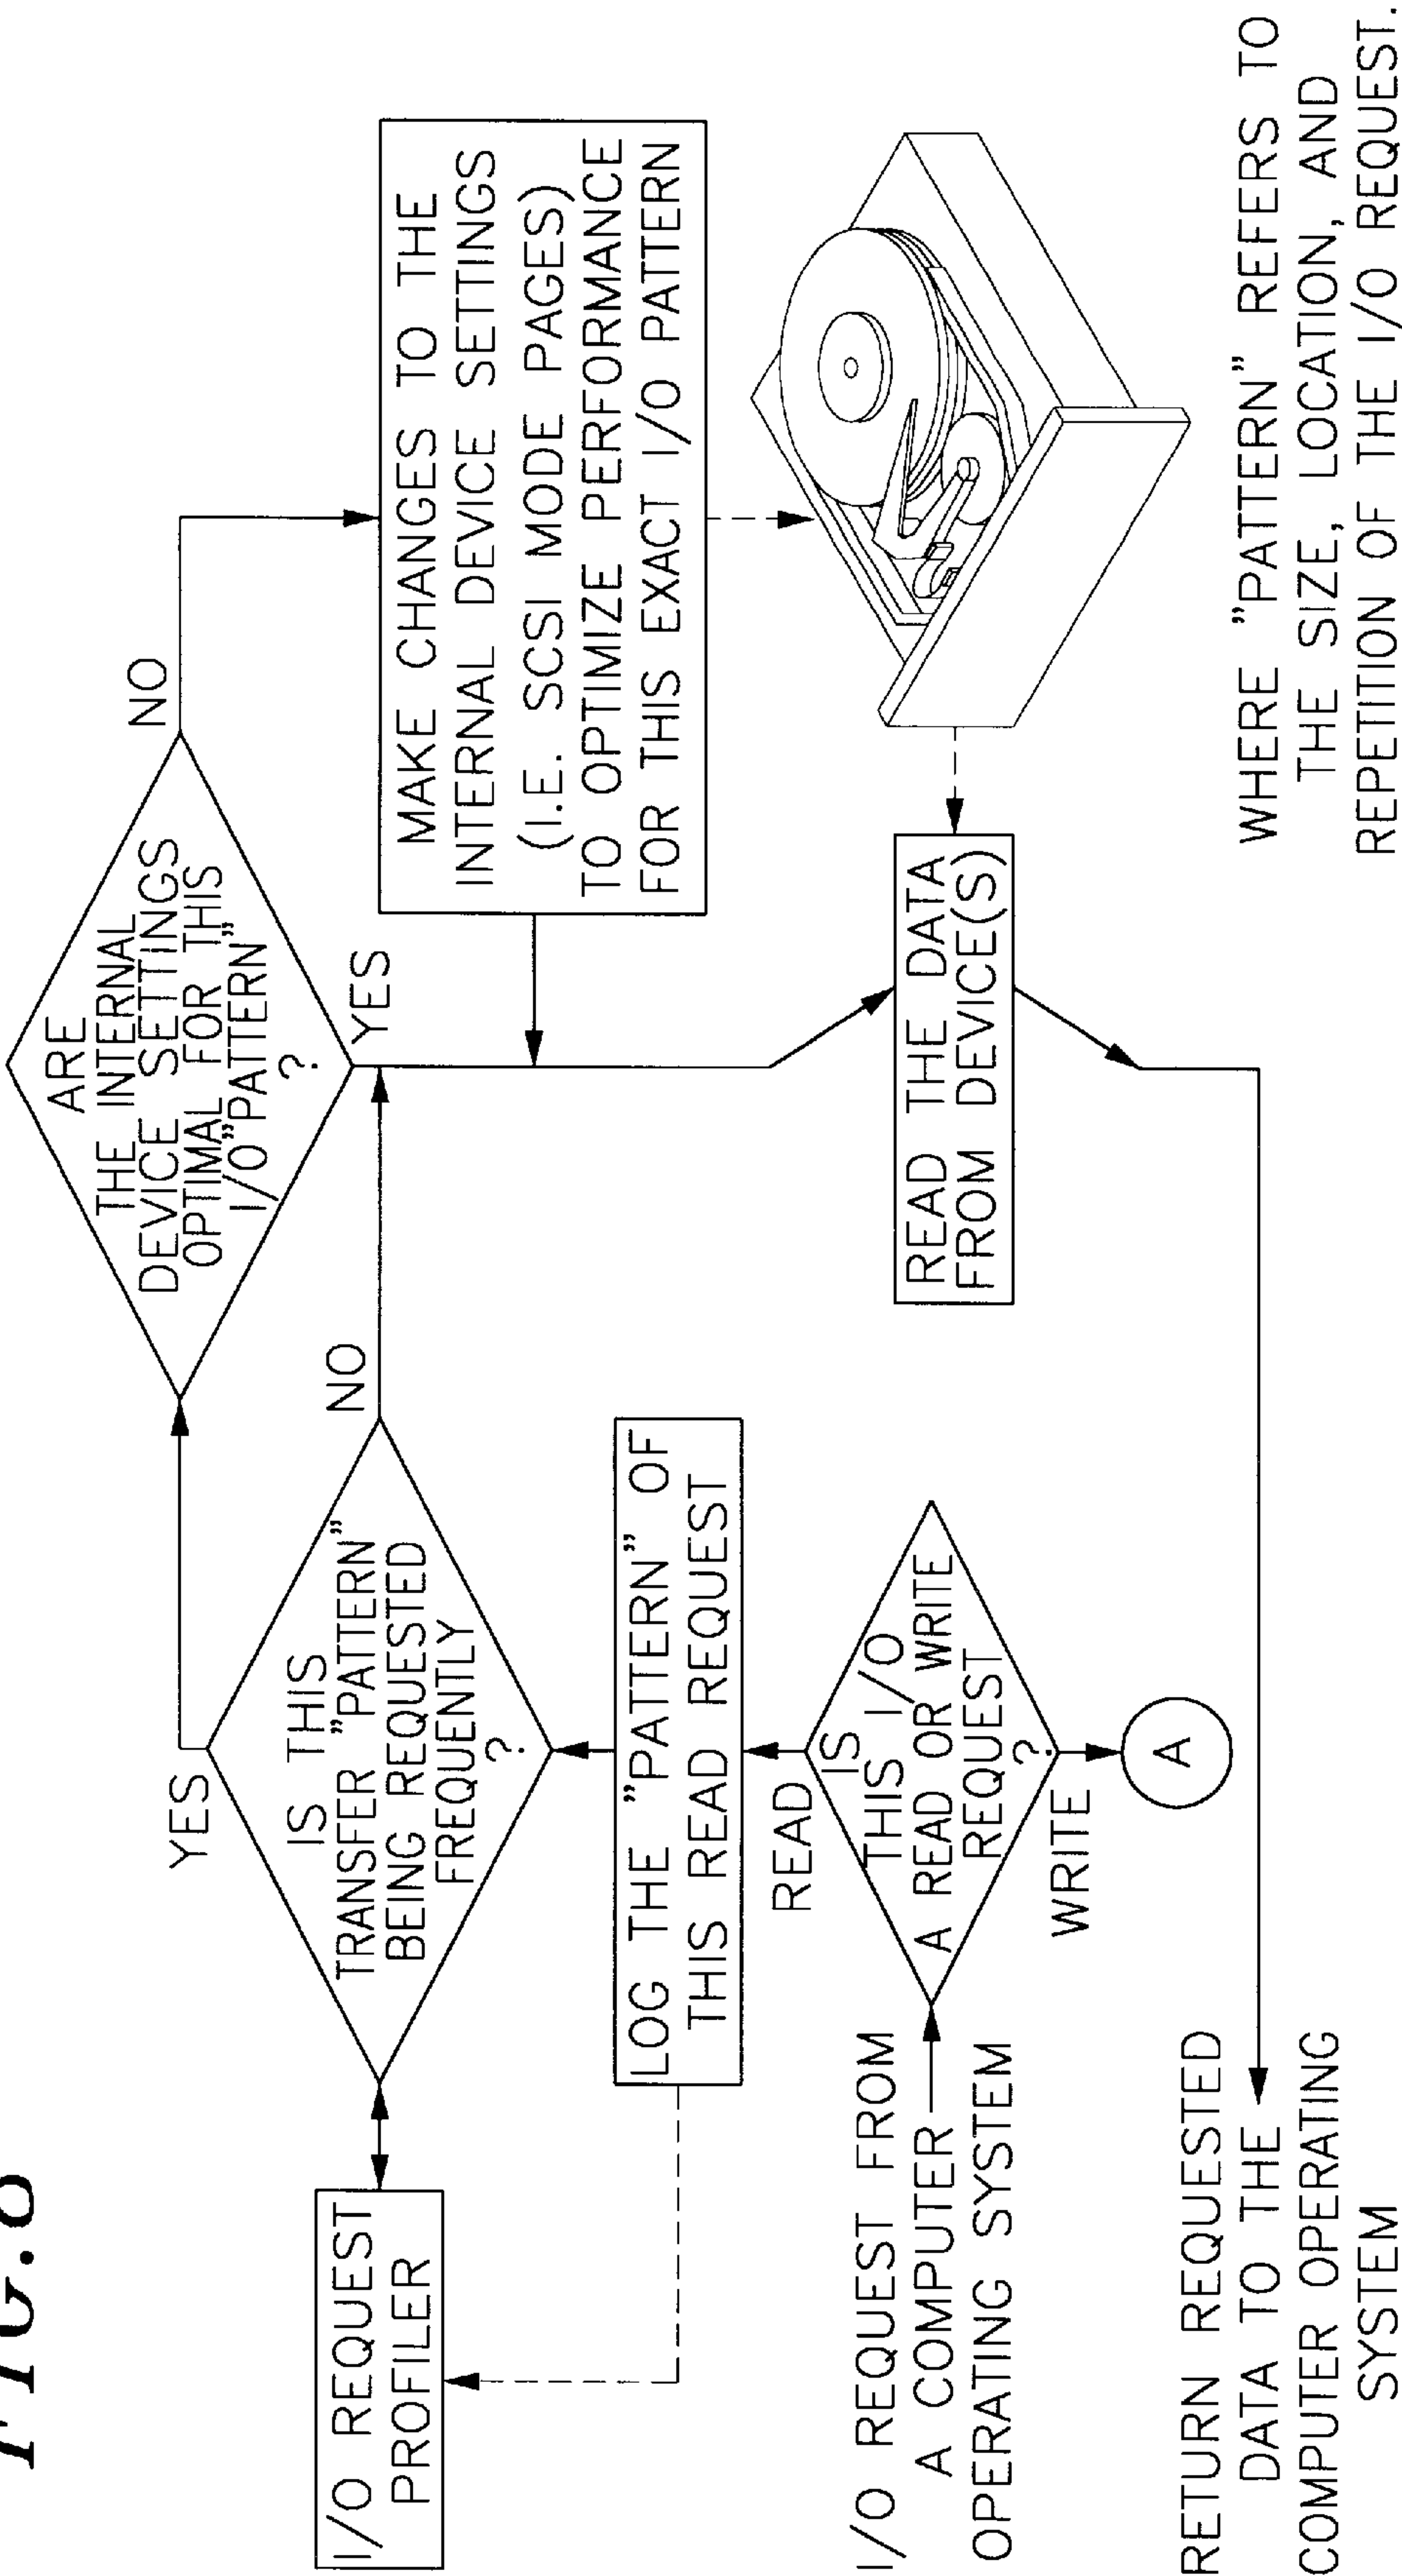 FIG.8
ARE
THE INTERNAL
DEVICE SETTINGS
OPTIMAL FOR THIS
I/O ”PATTERN”
?
NO
YES
YES
IS THIS
TRANSFER ”PATTERN”
BEING REQUESTED
FREQUENTLY
?
NO
I/O REQUEST
PROFILER
MAKE CHANGES TO THE
INTERNAL DEVICE SETTINGS
(I.E. SCSI MODE PAGES)
TO OPTIMIZE PERFORMANCE
FOR THIS EXACT I/O PATTERN
LOG THE ”PATTERN” OF
THIS READ REQUEST
READ
IS
THIS I/O
A READ OR WRITE
REQUEST
?
WRITE
A
I/O REQUEST FROM
A COMPUTER
OPERATING SYSTEM
READ THE DATA
FROM DEVICE(S)
RETURN REQUESTED
DATA TO THE
COMPUTER OPERATING
SYSTEM
WHERE ”PATTERN” REFERS TO
THE SIZE, LOCATION, AND
REPETITION OF THE I/O REQUEST.